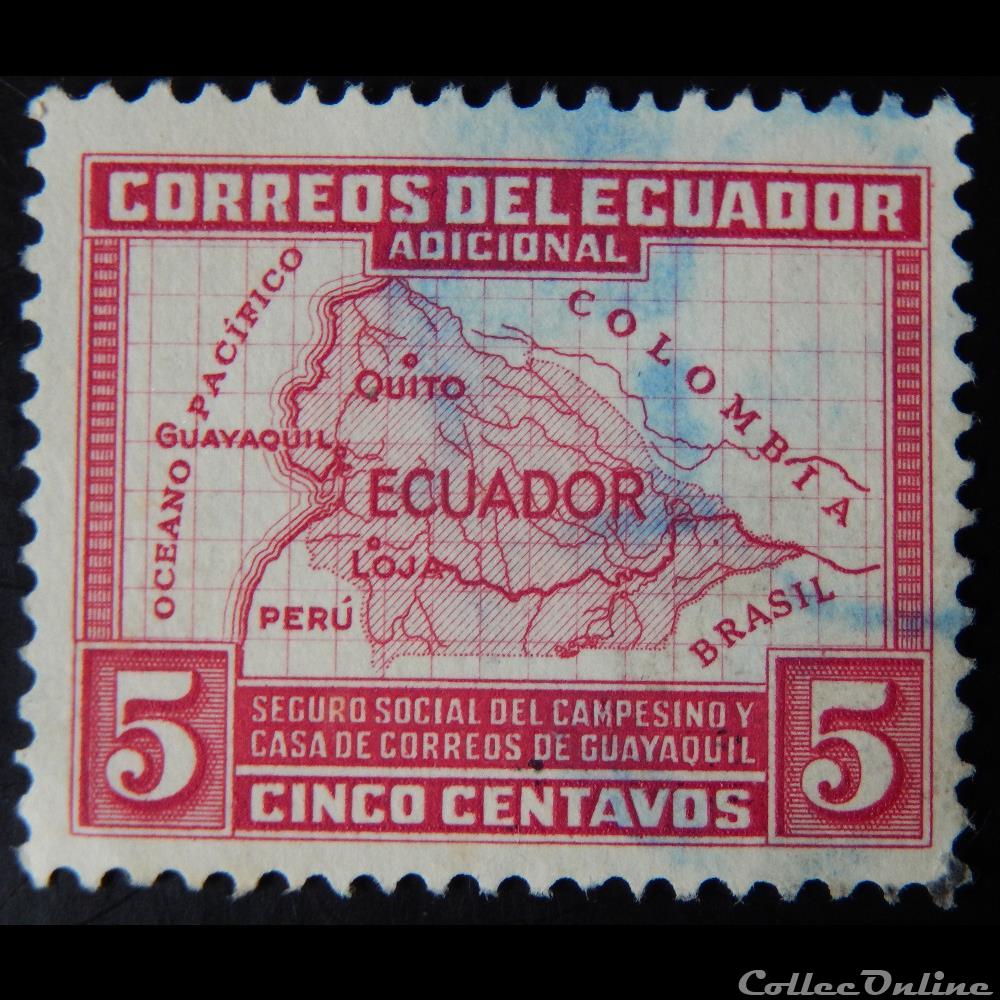 CORREOS DEL ECUADOR
ADICIONAL
OCEANO PACÍFICO
COLOMBIA
QUITO
GUAYAQUIL
ECUADOR
LOJA
PERÚ
BRASIL
5
SEGURO SOCIAL DEL CAMPESINO Y
CASA DE CORREOS DE GUAYAQUIL
CINCO CENTAVOS
5
CollecOnline